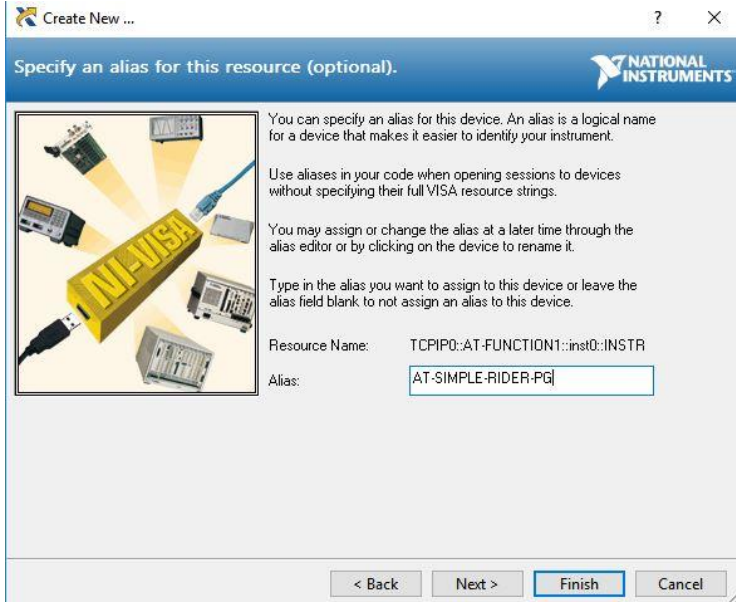 Create New ...
Specify an alias for this resource (optional).
NATIONAL
INSTRUMENTS
NI-VISA
You can specify an alias for this device. An alias is a logical name
for a device that makes it easier to identify your instrument.
Use aliases in your code when opening sessions to devices
without specifying their full VISA resource strings.
You may assign or change the alias at a later time through the
alias editor or by clicking on the device to rename it.
Type in the alias you want to assign to this device or leave the
alias field blank to not assign an alias to this device.
Resource Name: TCPIP0::AT-FUNCTION1::inst0::INSTR
Alias: AT-SIMPLE-RIDER-PG
< Back Next > Finish Cancel